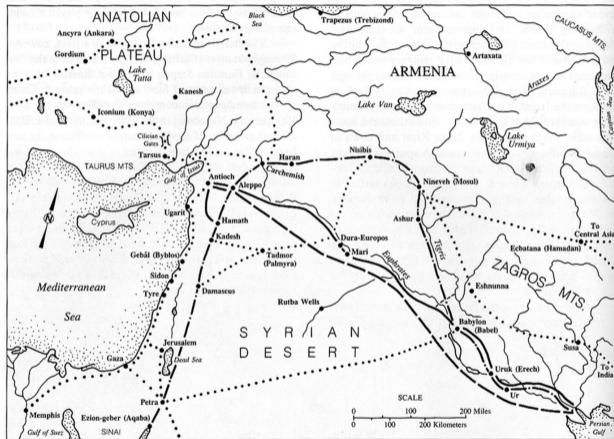 ANATOLIAN
Black
Sea
Trapezus (Trebizond)
CAUCASUS MTS.
Ancyra (Ankara)
Gordium
PLATEAU
Lake
Tatta
Kanesh
ARMENIA
Artaxata
Araxes
Lake Van
Iconium (Konya)
Cilician
Gates
Tarsus
TAURUS MTS.
Gulf of Issus
Lake
Urmiya
Haran
Nisibis
Carchemish
Antioch
Aleppo
Nineveh (Mosul)
Ugarit
Cyprus
N
Hamath
Kadesh
Ashur
Tigris
To
Central Asia
Ecbatana (Hamadan)
Gebâl (Byblos)
Tadmor
(Palmyra)
Dura-Europos
Mari
Euphrates
ZAGROS MTS.
Sidon
Tyre
Mediterranean
Sea
Damascus
Rutba Wells
Eshnunna
SYRIAN
DESERT
Babylon
(Babel)
Susa
To
India
Jerusalem
Dead Sea
Gaza
Petra
Uruk (Erech)
Ur
SCALE
0 100 200 Miles
0 100 200 Kilometers
Memphis
Ezion-geber (Aqaba)
Gulf of Suez
SINAI
Persian
Gulf